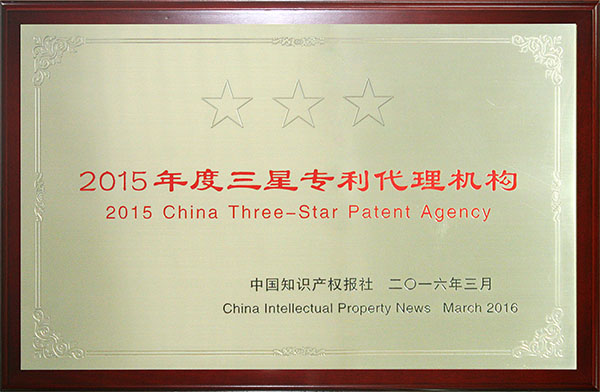 2015年度三星专利代理机构
2015 China Three-Star Patent Agency
中国知识产权报社 二〇一六年三月
China Intellectual Property News March 2016